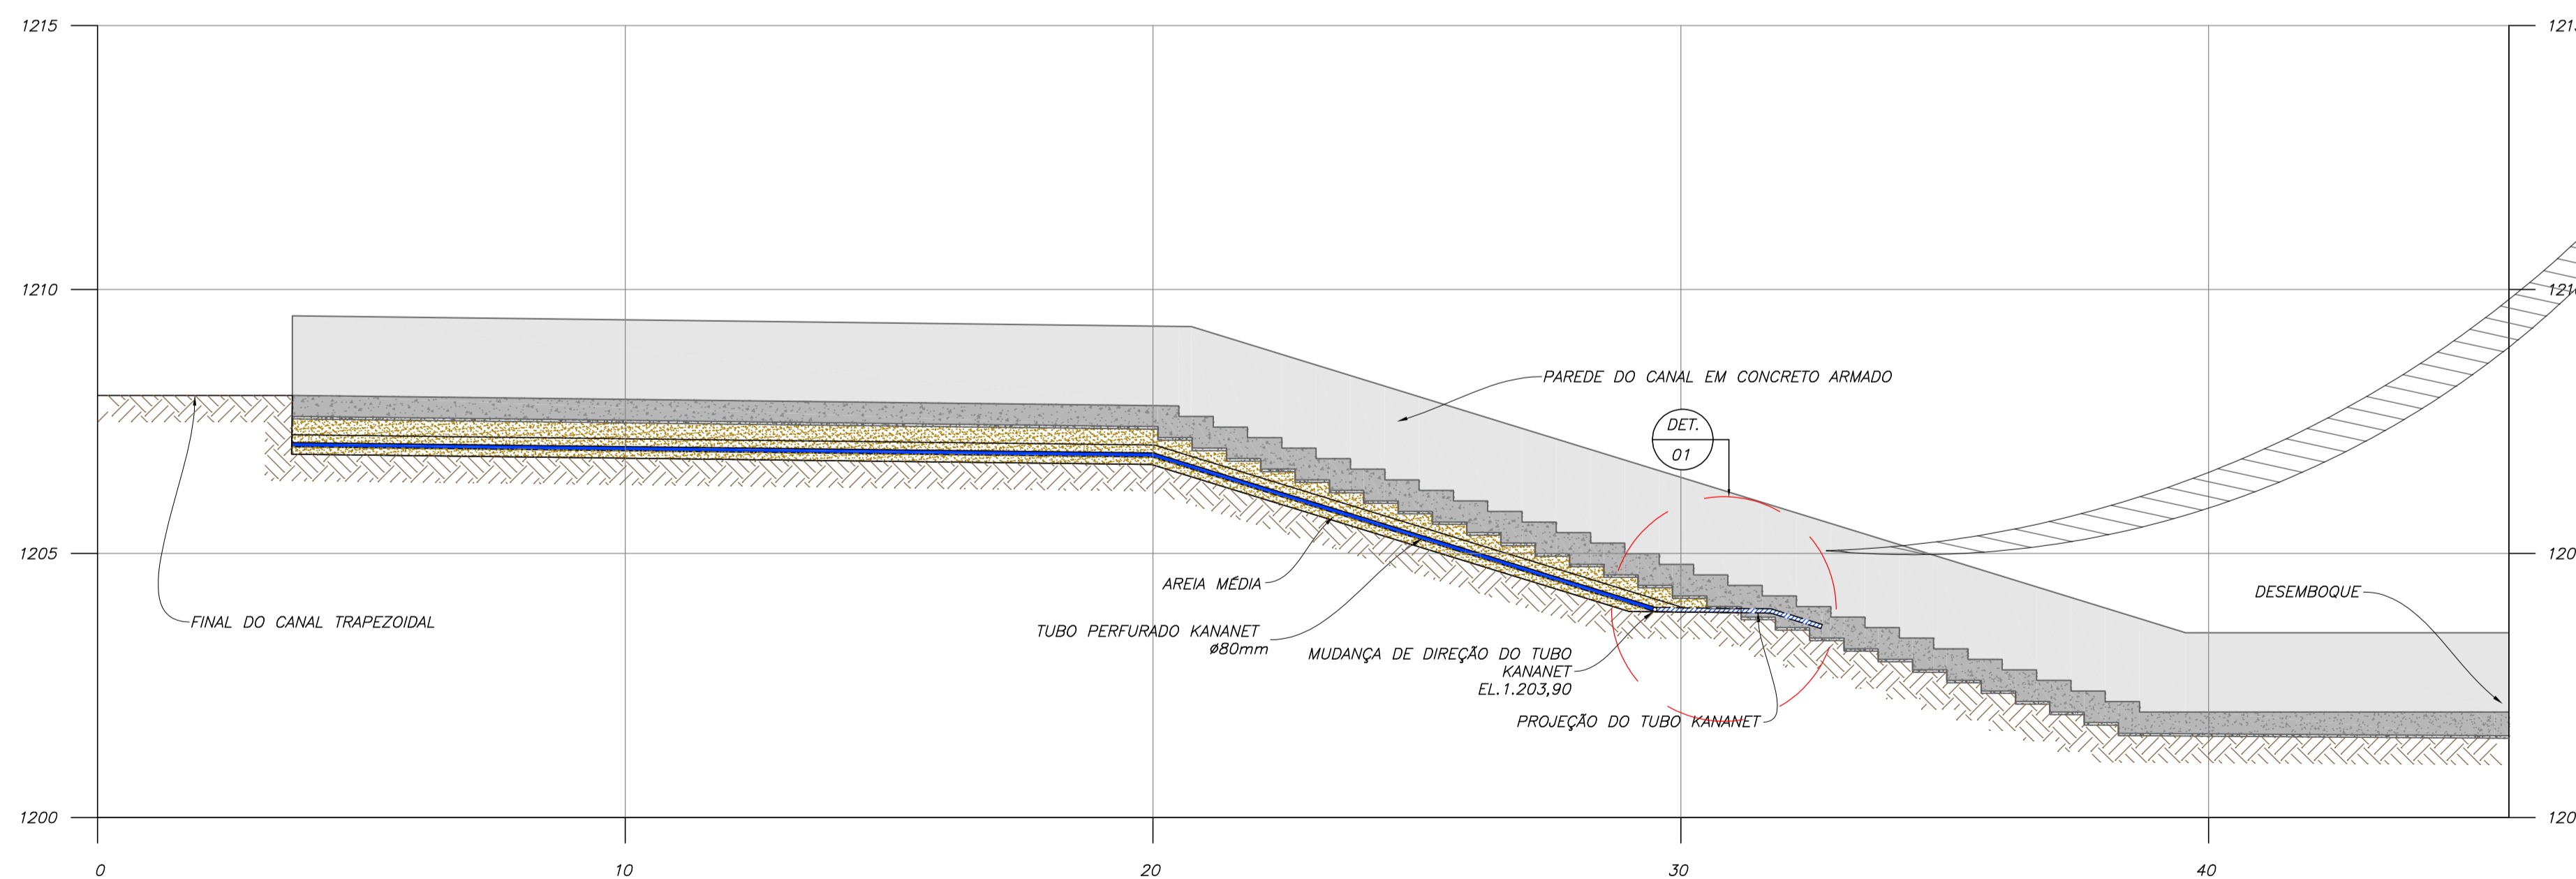 1215
1210
PAREDE DO CANAL EM CONCRETO ARMADO
DET.
01
1205
AREIA MÉDIA
DESEMBOQUE
FINAL DO CANAL TRAPEZOIDAL
TUBO PERFURADO KANANET
ø80mm
MUDANÇA DE DIREÇÃO DO TUBO
KANANET
EL.1.203,90
PROJEÇÃO DO TUBO KANANET
1200
0
10
20
30
40